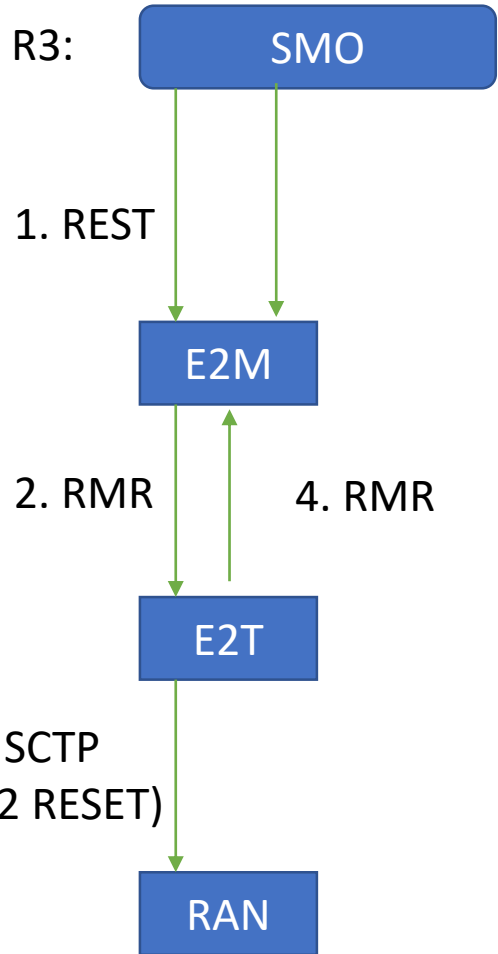 R3:
SMO
1. REST
E2M
2. RMR
4. RMR
E2T
SCTP
2 RESET)
RAN